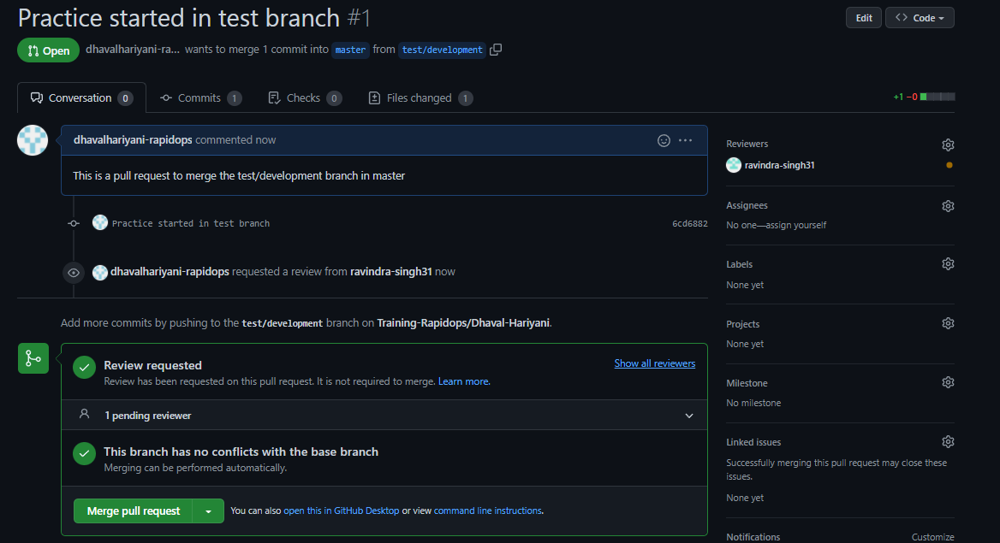 Practice started in test branch #1
Edit
Code
Open
dhavalhariyani-ra... wants to merge 1 commit into master from test/development
Conversation 0
Commits 1
Checks 0
Files changed 1
+1 −0
dhavalhariyani-rapidops commented now
This is a pull request to merge the test/development branch in master
Practice started in test branch
6cd6882
dhavalhariyani-rapidops requested a review from ravindra-singh31 now
Add more commits by pushing to the test/development branch on Training-Rapidops/Dhaval-Hariyani.
Review requested
Show all reviewers
Review has been requested on this pull request. It is not required to merge. Learn more.
1 pending reviewer
This branch has no conflicts with the base branch
Merging can be performed automatically.
Merge pull request
You can also open this in GitHub Desktop or view command line instructions.
Reviewers
ravindra-singh31
Assignees
No one—assign yourself
Labels
None yet
Projects
None yet
Milestone
No milestone
Linked issues
Successfully merging this pull request may close these
issues.
None yet
Notifications
Customize